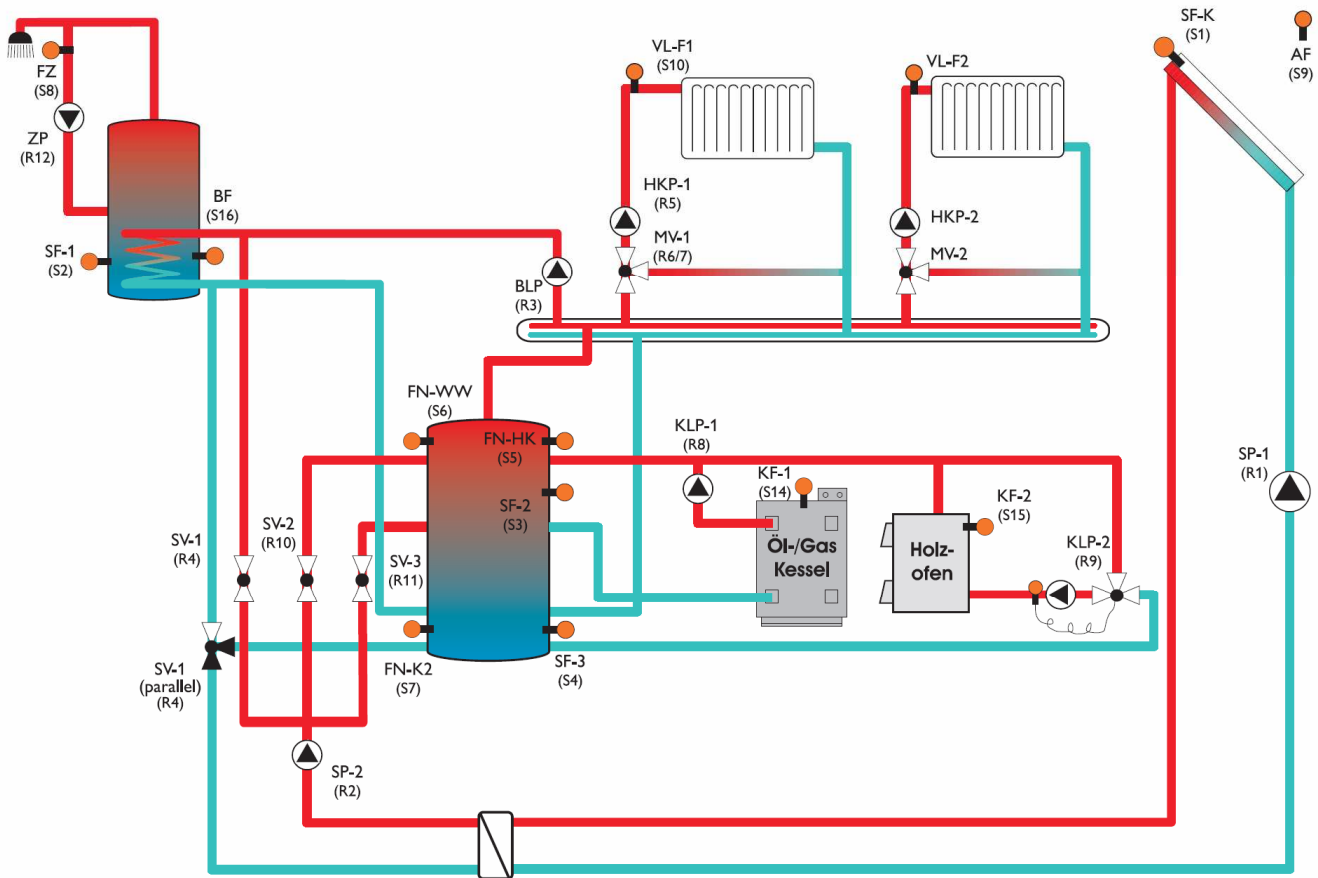 FZ
(S8)
ZP
(R12)
BF
(S16)
SF-1
(S2)
VL-F1
(S10)
VL-F2
SF-K
(S1)
AF
(S9)
HKP-1
(R5)
HKP-2
MV-1
(R6/7)
MV-2
BLP
(R3)
FN-WW
(S6)
FN-HK
(S5)
KLP-1
(R8)
KF-1
(S14)
SP-1
(R1)
SF-2
(S3)
KF-2
(S15)
SV-1
(R4)
SV-2
(R10)
SV-3
(R11)
Öl-/Gas
Kessel
Holz-
ofen
KLP-2
(R9)
SV-1
(parallel)
(R4)
FN-K2
(S7)
SF-3
(S4)
SP-2
(R2)